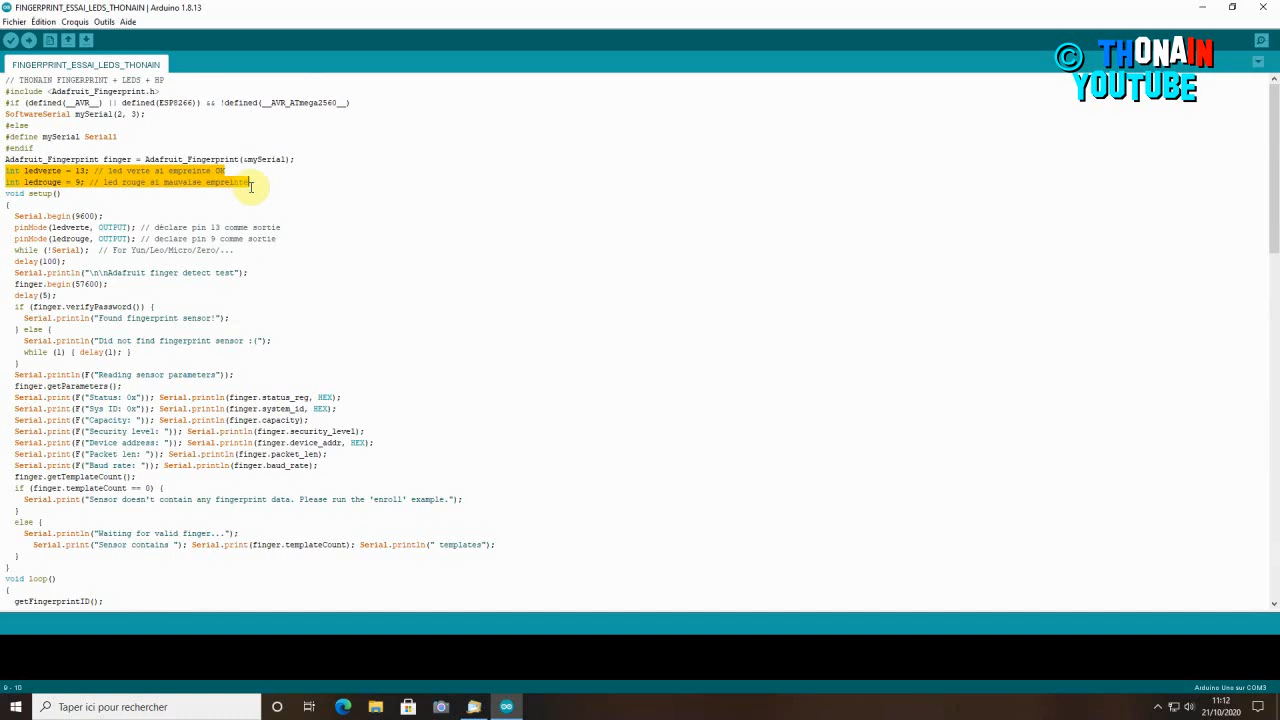 FINGERPRINT_ESSAI_LEDS_THONAIN | Arduino 1.8.13
Fichier Édition Croquis Outils Aide
FINGERPRINT_ESSAI_LEDS_THONAIN
© THONAIN
YOUTUBE
// THONAIN FINGERPRINT + LEDS + HP
#include <Adafruit_Fingerprint.h>
#if (defined(__AVR__) || defined(ESP8266)) && !defined(__AVR_ATmega2560__)
SoftwareSerial mySerial(2, 3);
#else
#define mySerial Serial1
#endif
Adafruit_Fingerprint finger = Adafruit_Fingerprint(&mySerial);
int ledverte = 13; // led verte si empreinte OK
int ledrouge = 9; // led rouge si mauvaise empreinte
void setup()
{
Serial.begin(9600);
pinMode(ledverte, OUTPUT); // déclare pin 13 comme sortie
pinMode(ledrouge, OUTPUT); // declare pin 9 comme sortie
while (!Serial); // For Yun/Leo/Micro/Zero/...
delay(100);
Serial.println("\n\nAdafruit finger detect test");
finger.begin(57600);
delay(5);
if (finger.verifyPassword()) {
Serial.println("Found fingerprint sensor!");
} else {
Serial.println("Did not find fingerprint sensor :(");
while (1) { delay(1); }
}
Serial.println(F("Reading sensor parameters"));
finger.getParameters();
Serial.print(F("Status: 0x")); Serial.println(finger.status_reg, HEX);
Serial.print(F("Sys ID: 0x")); Serial.println(finger.system_id, HEX);
Serial.print(F("Capacity: ")); Serial.println(finger.capacity);
Serial.print(F("Security level: ")); Serial.println(finger.security_level);
Serial.print(F("Device address: ")); Serial.println(finger.device_addr, HEX);
Serial.print(F("Packet len: ")); Serial.println(finger.packet_len);
Serial.print(F("Baud rate: ")); Serial.println(finger.baud_rate);
finger.getTemplateCount();
if (finger.templateCount == 0) {
Serial.print("Sensor doesn't contain any fingerprint data. Please run the 'enroll' example.");
}
else {
Serial.println("Waiting for valid finger...");
Serial.print("Sensor contains "); Serial.print(finger.templateCount); Serial.println(" templates");
}
}
void loop()
{
getFingerprintID();
9 - 10
Arduino Uno sur COM3
Taper ici pour rechercher
11:12
21/10/2020